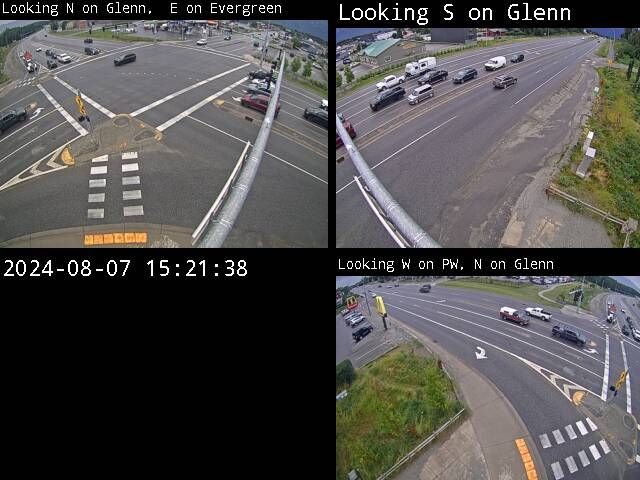 Looking N on Glenn,  E on Evergreen
Looking S on Glenn
2024-08-07 15:21:38
Looking W on PW, N on Glenn